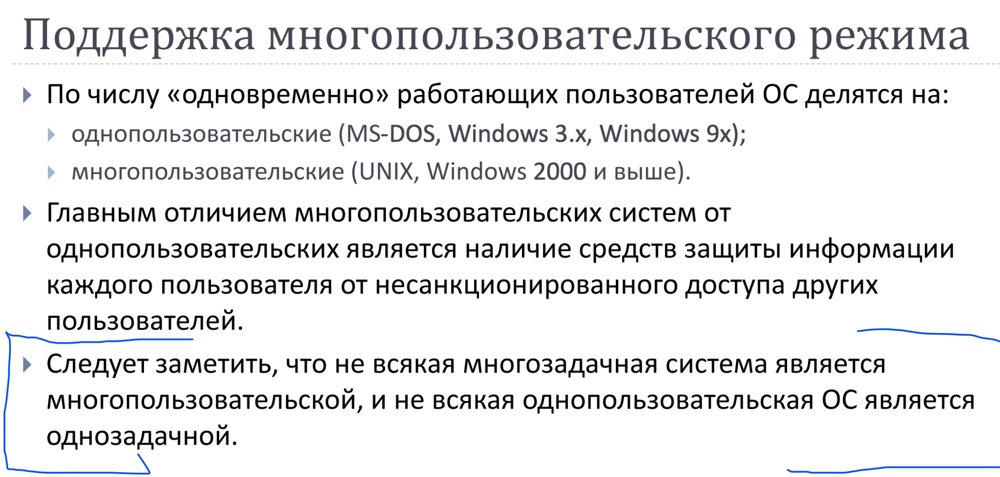 Поддержка многопользовательского режима
По числу «одновременно» работающих пользователей ОС делятся на:
однопользовательские (MS-DOS, Windows 3.x, Windows 9x);
многопользовательские (UNIX, Windows 2000 и выше).
Главным отличием многопользовательских систем от
однопользовательских является наличие средств защиты информации
каждого пользователя от несанкционированного доступа других
пользователей.
Следует заметить, что не всякая многозадачная система является
многопользовательской, и не всякая однопользовательская ОС является
однозадачной.